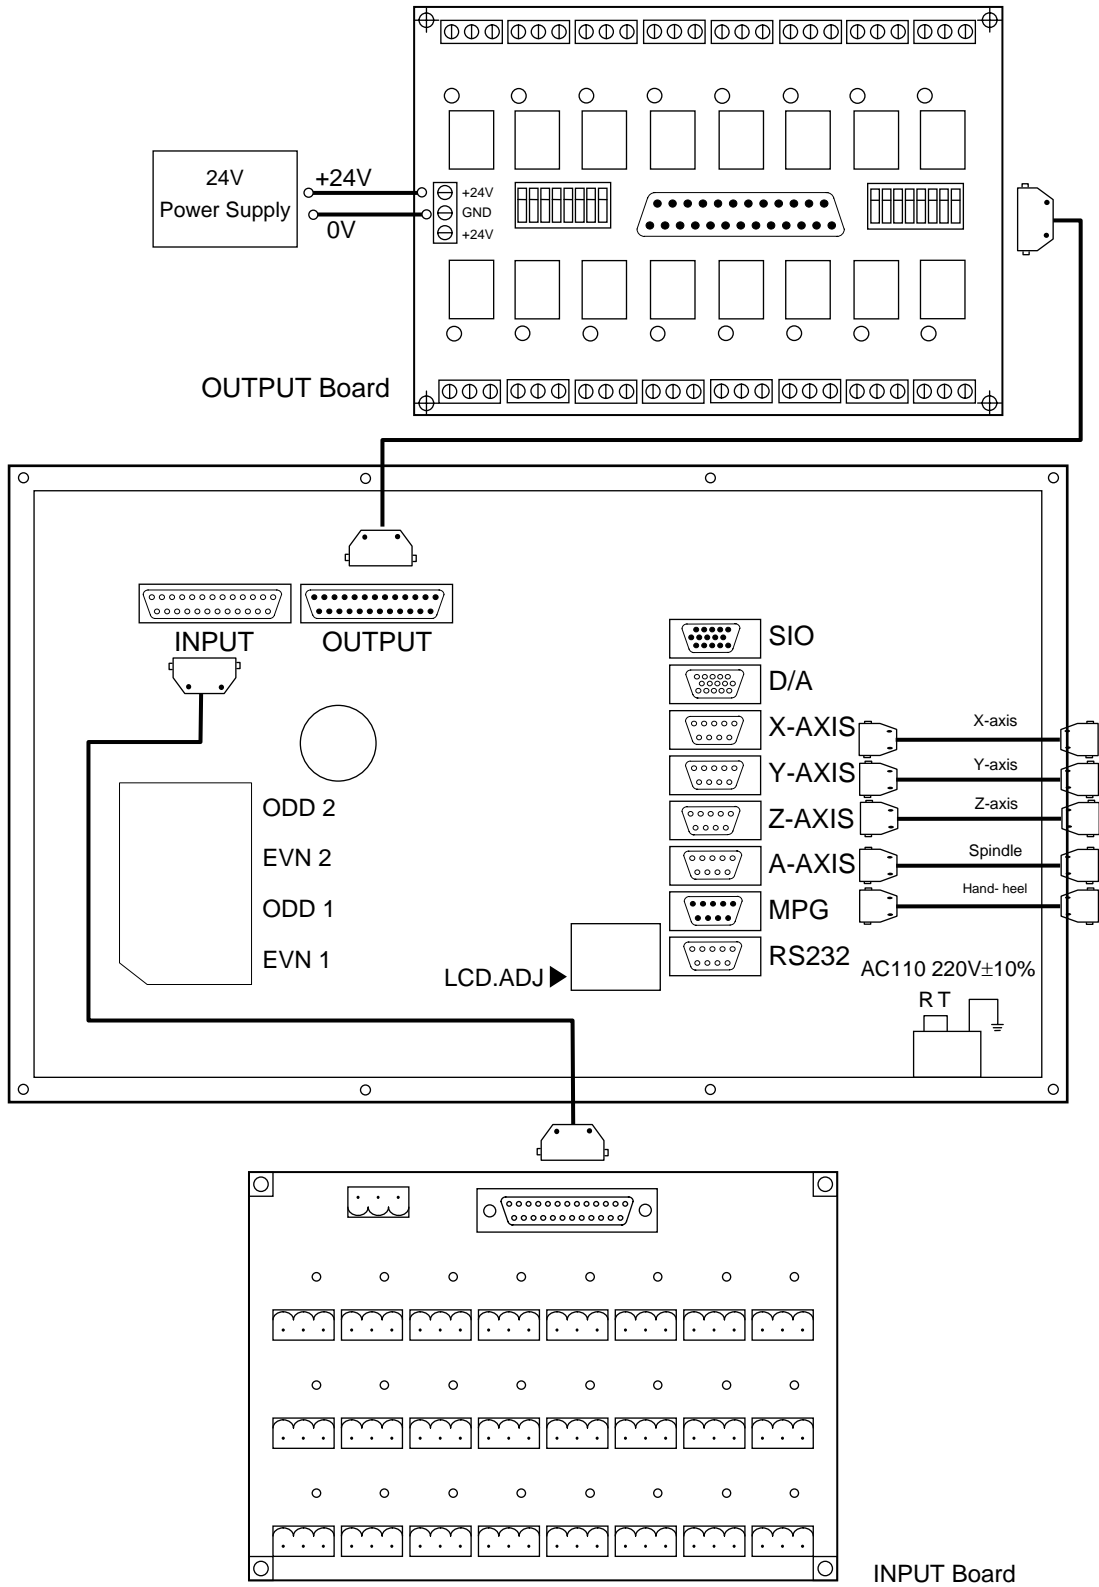 24V
Power Supply
+24V
0V
+24V
GND
+24V
OUTPUT Board
INPUT
OUTPUT
SIO
D/A
X-AXIS
Y-AXIS
Z-AXIS
A-AXIS
MPG
RS232
X-axis
Y-axis
Z-axis
Spindle
Hand- heel
ODD 2
EVN 2
ODD 1
EVN 1
LCD.ADJ
AC110 220V±10%
R T
INPUT Board